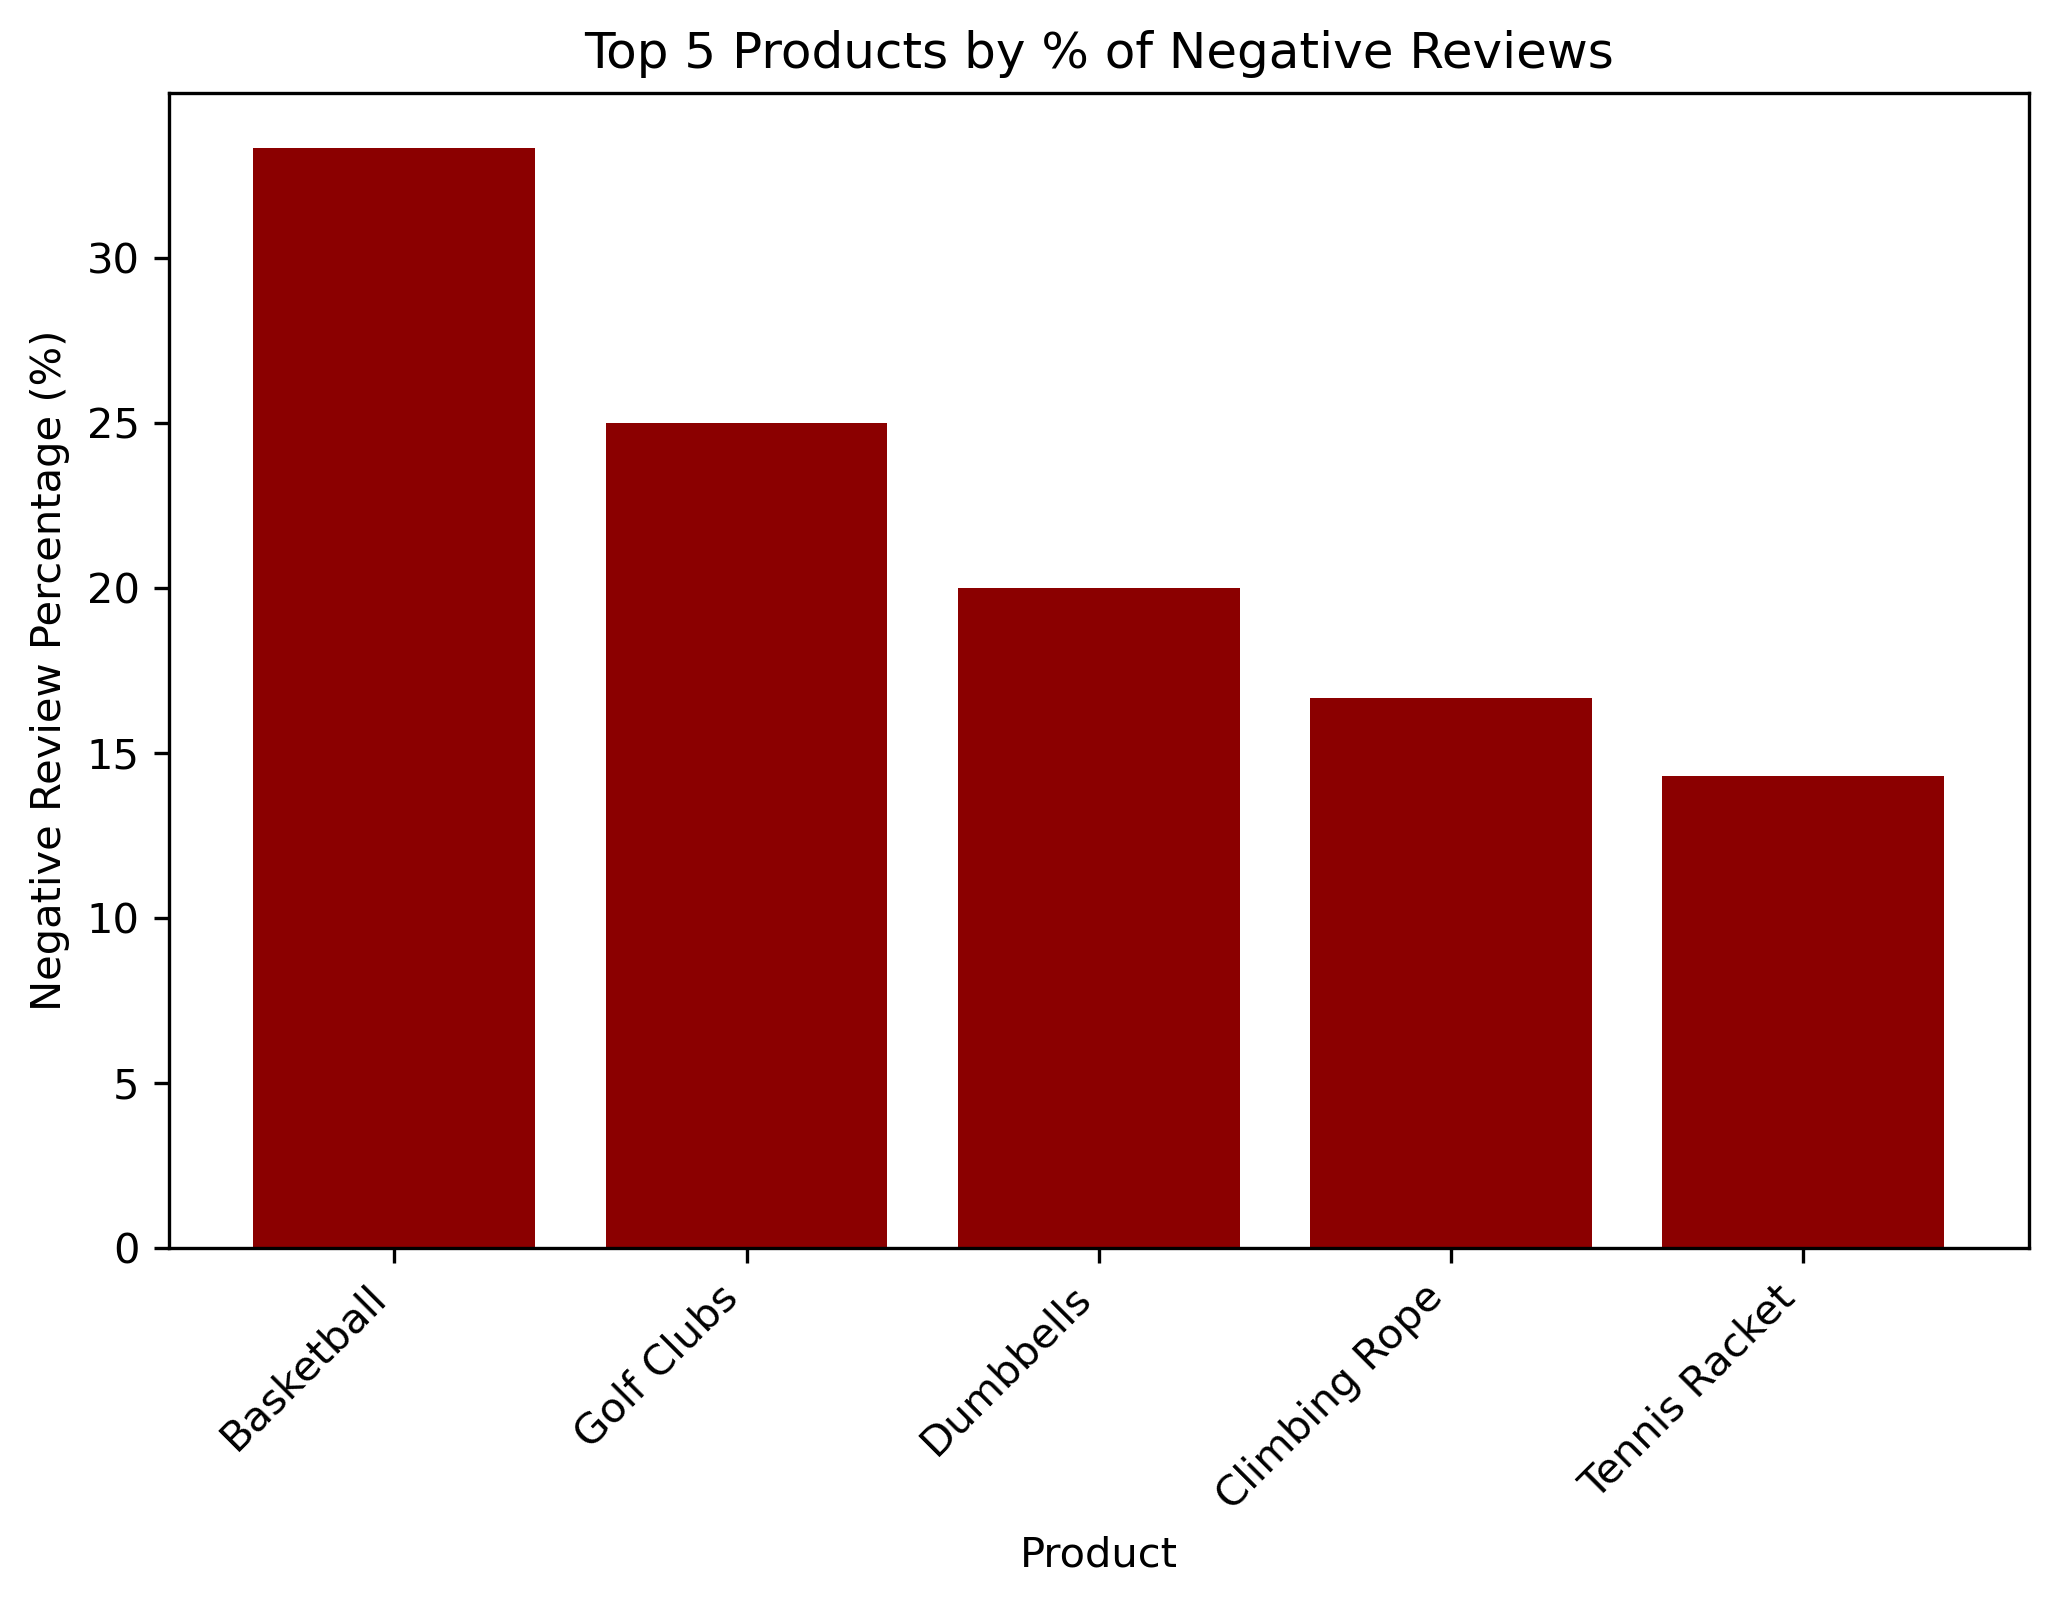 Top 5 Products by % of Negative Reviews
Negative Review Percentage (%)
30
25
20
15
10
5
0
Basketball
Golf Clubs
Dumbbells
Climbing Rope
Tennis Racket
Product